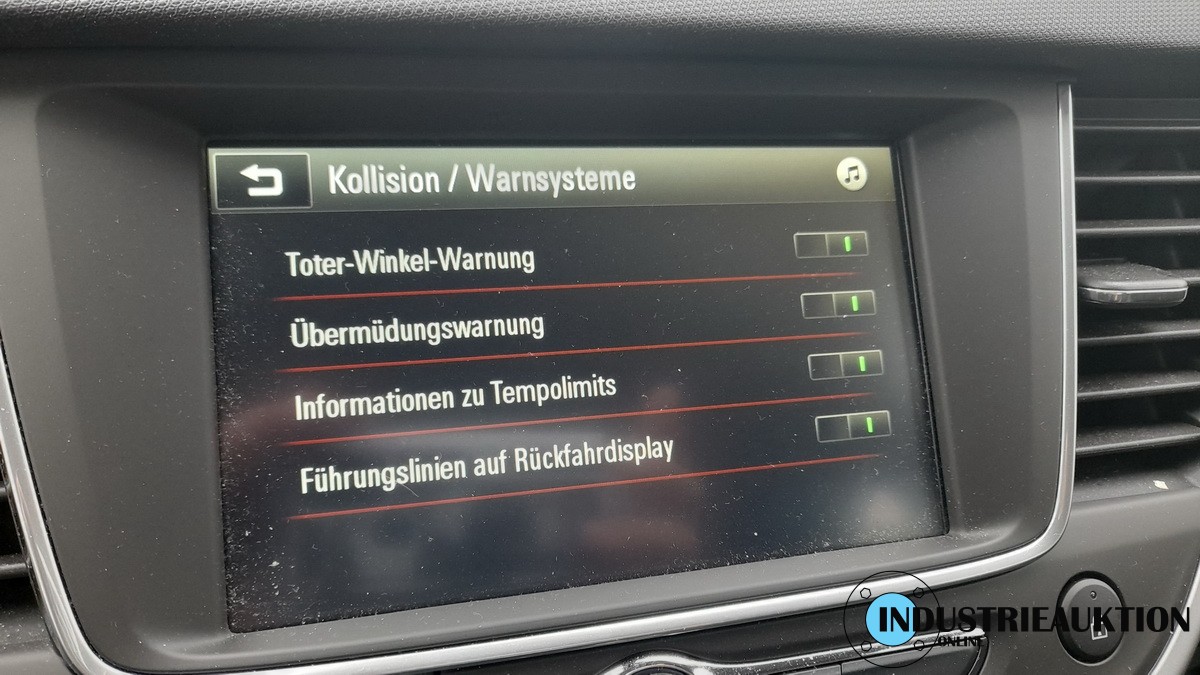 Kollision / Warnsysteme
Toter-Winkel-Warnung
Übermüdungswarnung
Informationen zu Tempolimits
Führungslinien auf Rückfahrdisplay
INDUSTRIEAUKTION
ONLINE